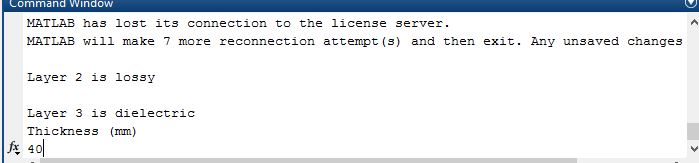 Command Window
MATLAB has lost its connection to the license server.
MATLAB will make 7 more reconnection attempt(s) and then exit. Any unsaved changes
Layer 2 is lossy
Layer 3 is dielectric
Thickness (mm)
fx 40